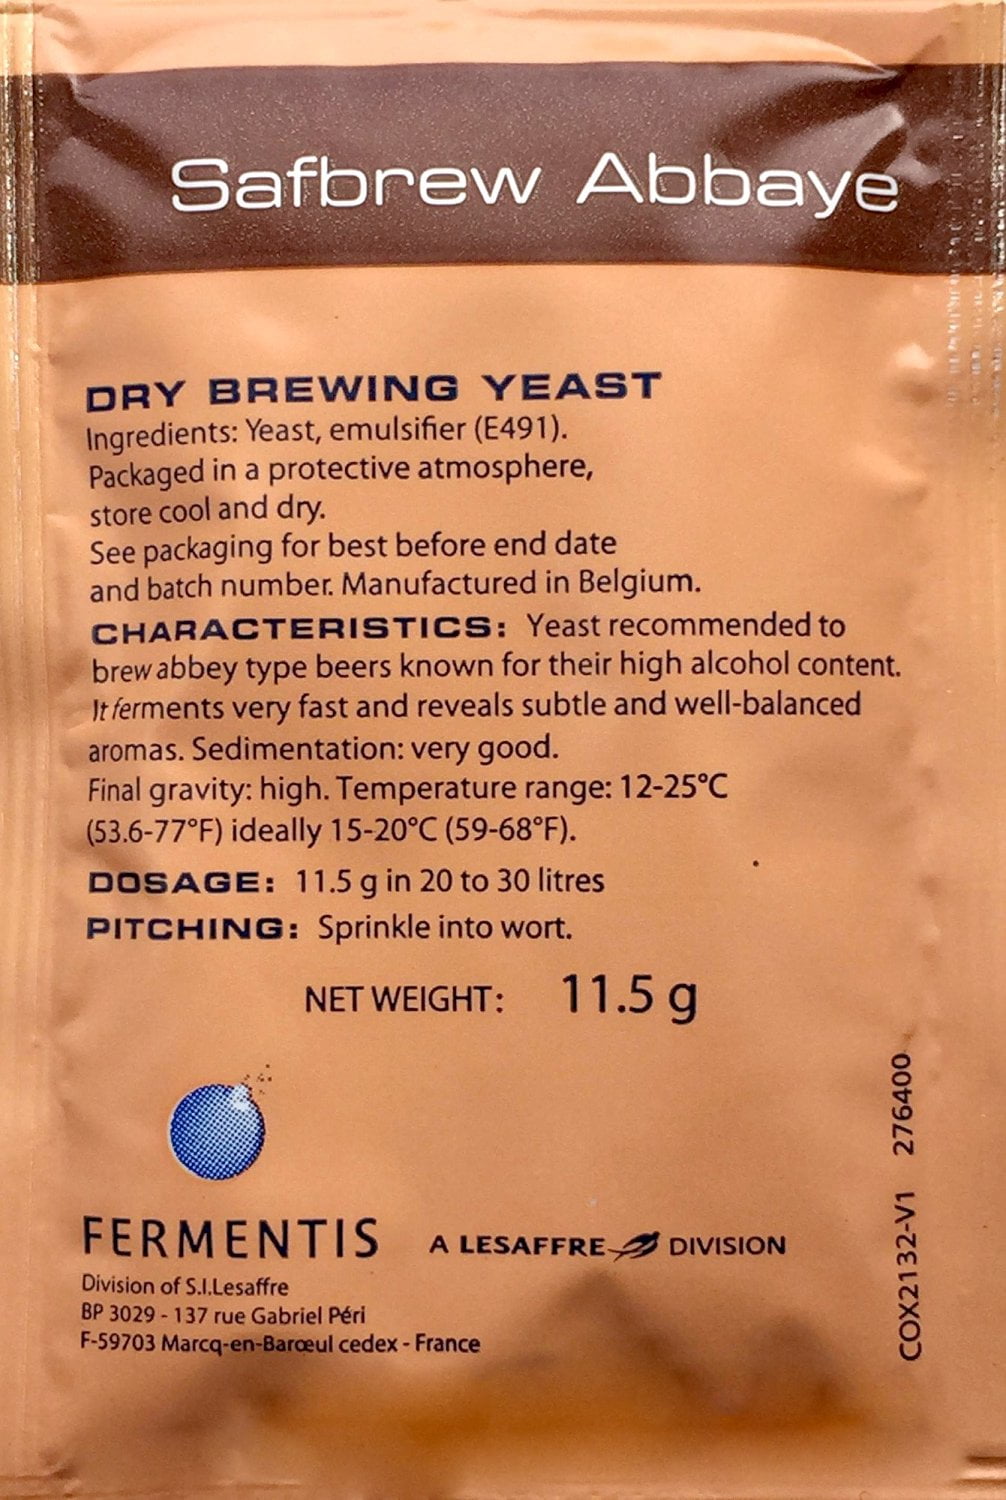 Safbrew Abbaye
DRY BREWING YEAST
Ingredients: Yeast, emulsifier (E491).
Packaged in a protective atmosphere,
store cool and dry.
See packaging for best before end date
and batch number. Manufactured in Belgium.
CHARACTERISTICS: Yeast recommended to
brew abbey type beers known for their high alcohol content.
It ferments very fast and reveals subtle and well-balanced
aromas. Sedimentation: very good.
Final gravity: high. Temperature range: 12-25°C
(53.6-77°F) ideally 15-20°C (59-68°F).
DOSAGE: 11.5 g in 20 to 30 litres
PITCHING: Sprinkle into wort.
NET WEIGHT: 11.5 g
FERMENTIS A LESAFFRE DIVISION
Division of S.I.Lesaffre
BP 3029 - 137 rue Gabriel Péri
F-59703 Marcq-en-Barœul cedex - France
COX2132-V1 276400